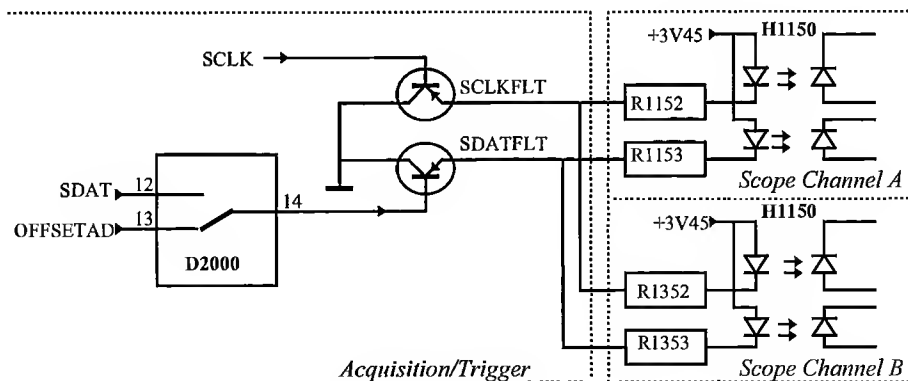 SCLK
SCLKFLT
SDATFLT
SDAT
12
OFFSETAD
13
14
D2000
Acquisition/Trigger
+3V45
H1150
R1152
R1153
Scope Channel A
+3V45
H1150
R1352
R1353
Scope Channel B